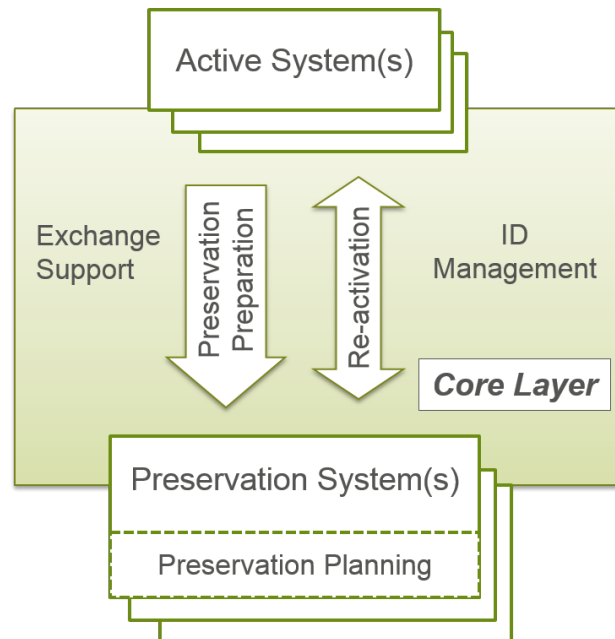 Active System(s)
Exchange
Support
Preservation
Preparation
Re-activation
ID
Management
Core Layer
Preservation System(s)
Preservation Planning